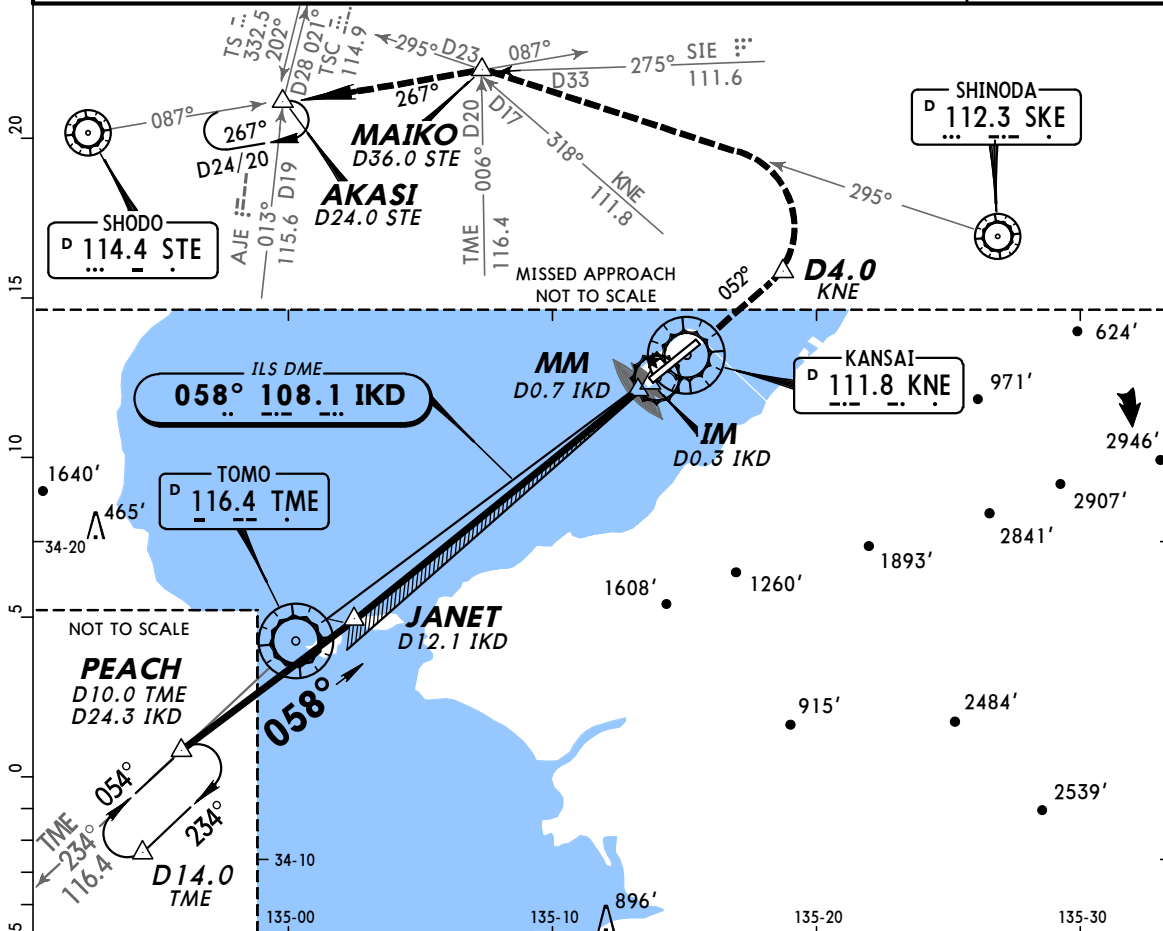 TS
332.5
202°
D28 021°
TSC
114.9
295° D23
087°
D33
275°
SIE
111.6
087°
267°
267°
D24/20
MAIKO
D36.0 STE
AKASI
D24.0 STE
D20
006°
TME
116.4
D17
318°
KNE
111.8
SHINODA
D 112.3 SKE
295°
SHODO
D 114.4 STE
AJE
013° D19
115.6
MISSED APPROACH
NOT TO SCALE
052°
D4.0
KNE
20
15
10
5
0
5
ILS DME
058° 108.1 IKD
MM
D0.7 IKD
IM
D0.3 IKD
KANSAI
D 111.8 KNE
624'
971'
2946'
2907'
2841'
1893'
1260'
1608'
1640'
465'
34-20
TOMO
D 116.4 TME
JANET
D12.1 IKD
NOT TO SCALE
PEACH
D10.0 TME
D24.3 IKD
058°
054°
234°
TME
234°
116.4
D14.0
TME
34-10
915'
2484'
2539'
896'
135-00
135-10
135-20
135-30